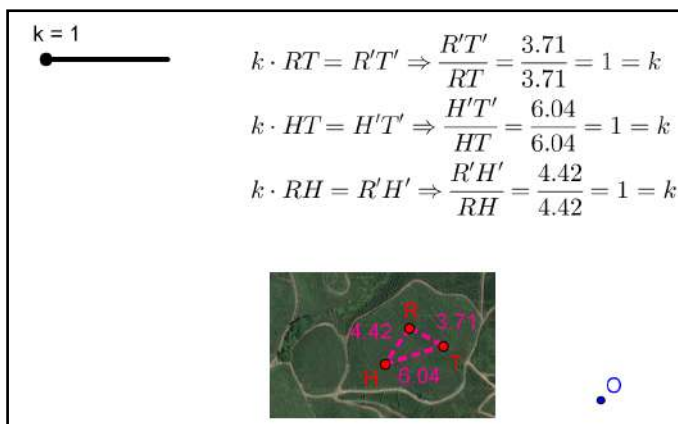 k = 1
k · RT = R′T′ ⇒ R′T′/RT = 3.71/3.71 = 1 = k
k · HT = H′T′ ⇒ H′T′/HT = 6.04/6.04 = 1 = k
k · RH = R′H′ ⇒ R′H′/RH = 4.42/4.42 = 1 = k
R
4.42
3.71
T
H
6.04
O